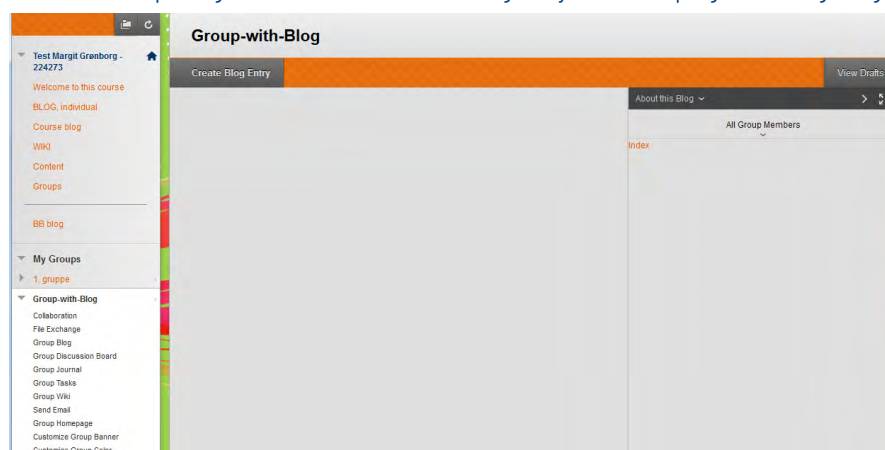 Group-with-Blog
Test Margit Grønborg -
224273
Welcome to this course
BLOG, individual
Course blog
WIKI
Content
Groups
BB blog
My Groups
1. gruppe
Group-with-Blog
Collaboration
File Exchange
Group Blog
Group Discussion Board
Group Journal
Group Tasks
Group Wiki
Send Email
Group Homepage
Customize Group Banner
Create Blog Entry
View Drafts
About this Blog
All Group Members
Index